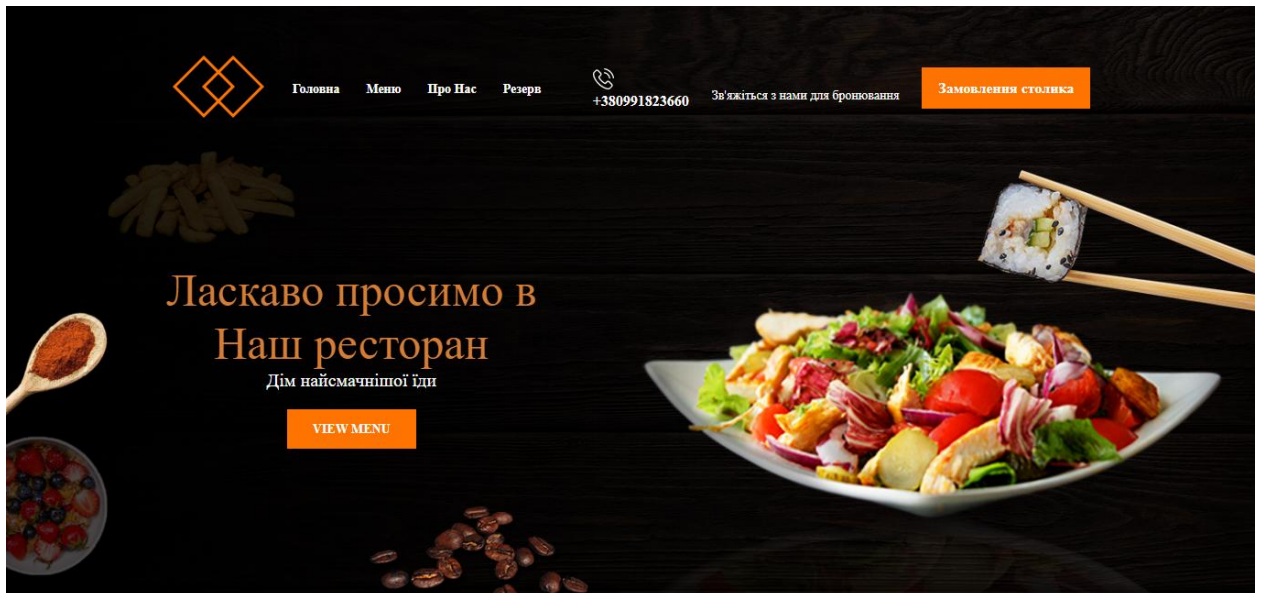 Головна Меню Про Нас Резерв
+380991823660
Зв'яжіться з нами для бронювання
Замовлення столика
Ласкаво просимо в
Наш ресторан
Дім найсмачнішої їди
VIEW MENU